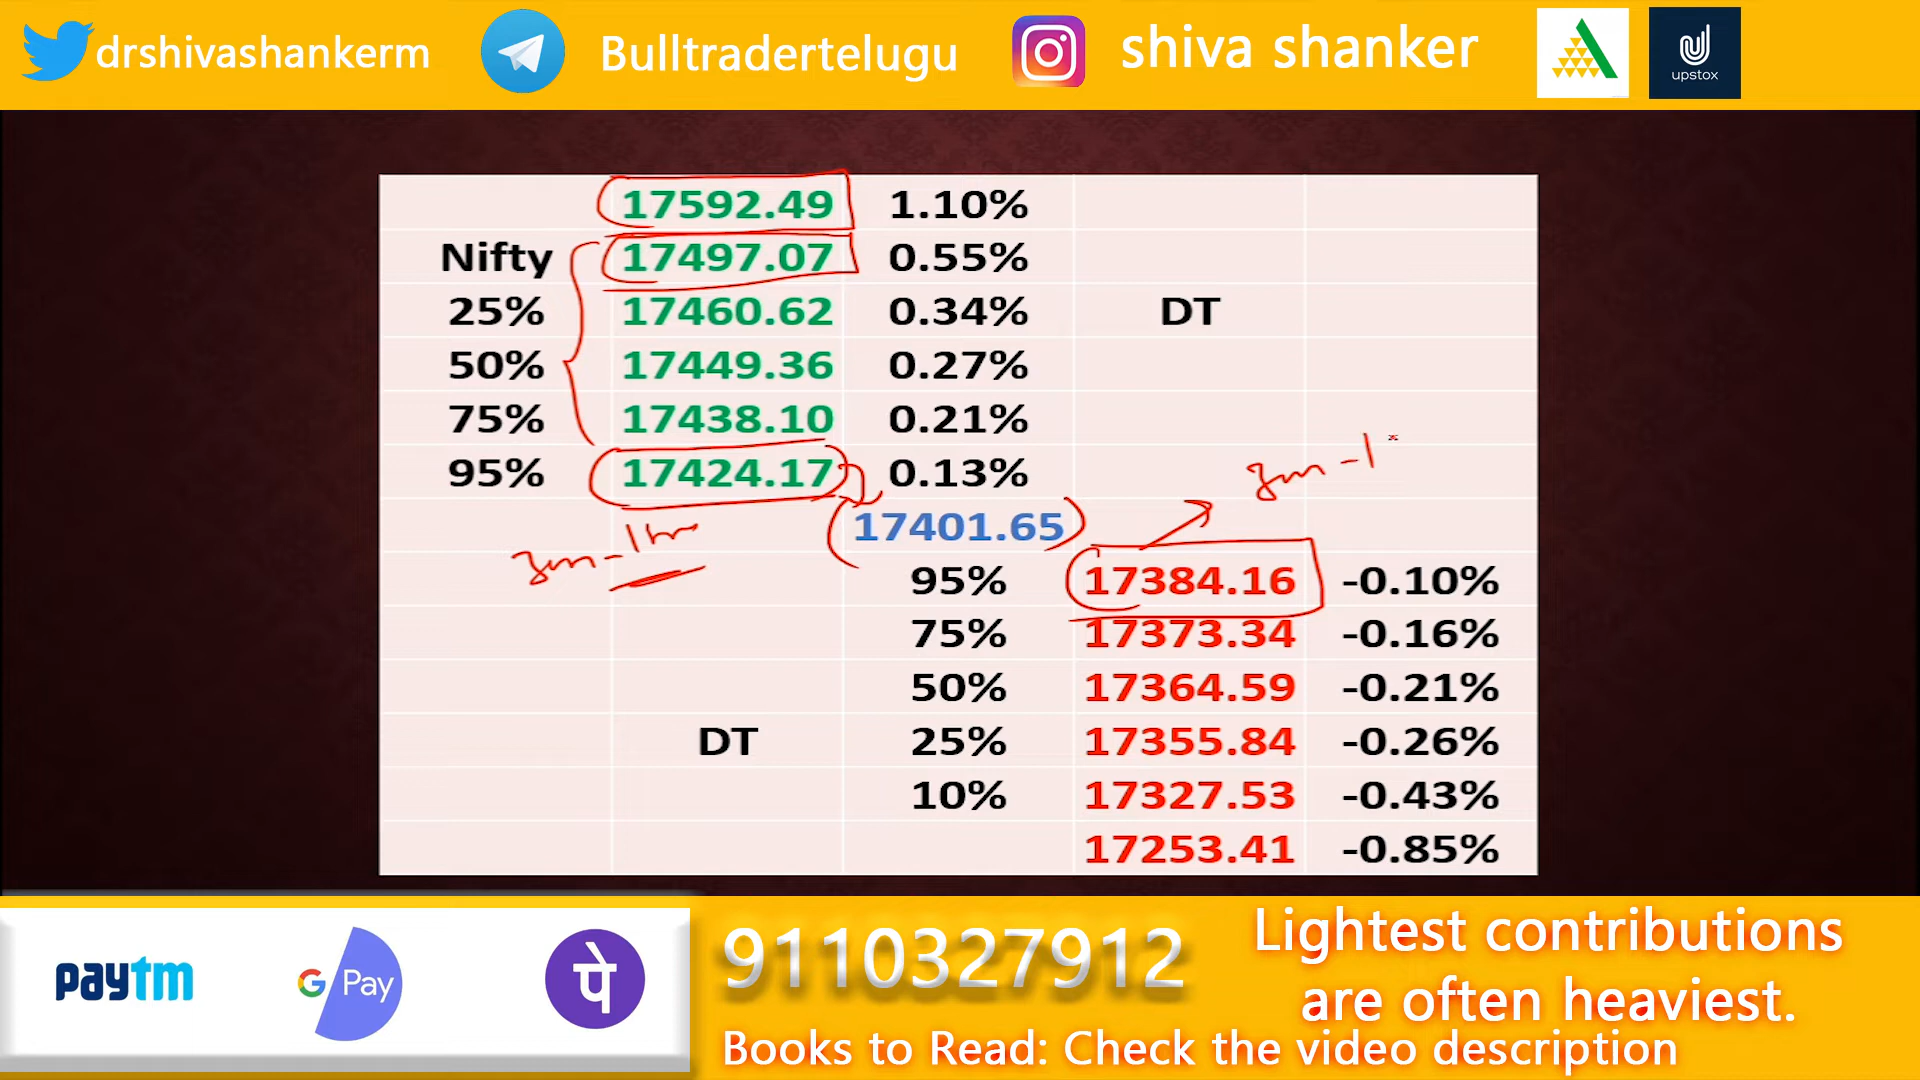 drshivashankerm Bulltradertelugu shiva shanker upstox
17592.49 1.10%
Nifty 17497.07 0.55%
25% 17460.62 0.34% DT
50% 17449.36 0.27%
75% 17438.10 0.21%
95% 17424.17 0.13%
17401.65
95% 17384.16 -0.10%
75% 17373.34 -0.16%
50% 17364.59 -0.21%
DT 25% 17355.84 -0.26%
10% 17327.53 -0.43%
17253.41 -0.85%
paytm G Pay पे
9110327912
Lightest contributions
are often heaviest.
Books to Read: Check the video description